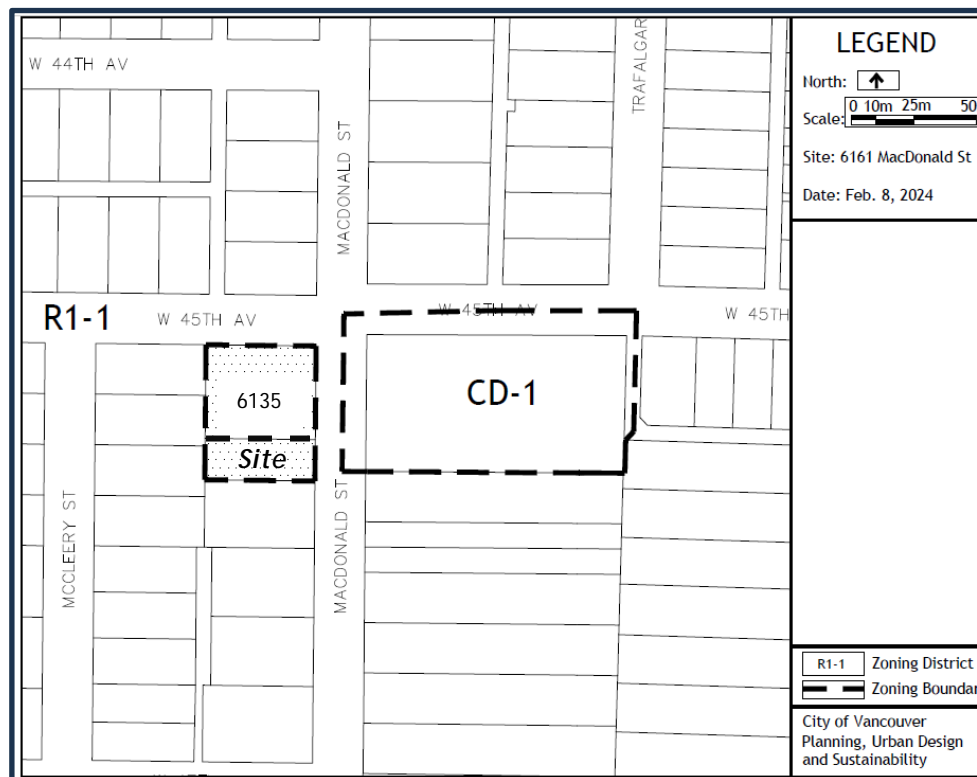 W 44TH AV
MACDONALD ST
TRAFALGAR
R1-1
W 45TH AV
W 45TH AV
W 45TH
6135
CD-1
Site
MCCLEERY ST
MACDONALD ST
LEGEND
North:
Scale:
0 10m 25m 50
Site: 6161 MacDonald St
Date: Feb. 8, 2024
R1-1 Zoning District
Zoning Boundar
City of Vancouver
Planning, Urban Design
and Sustainability